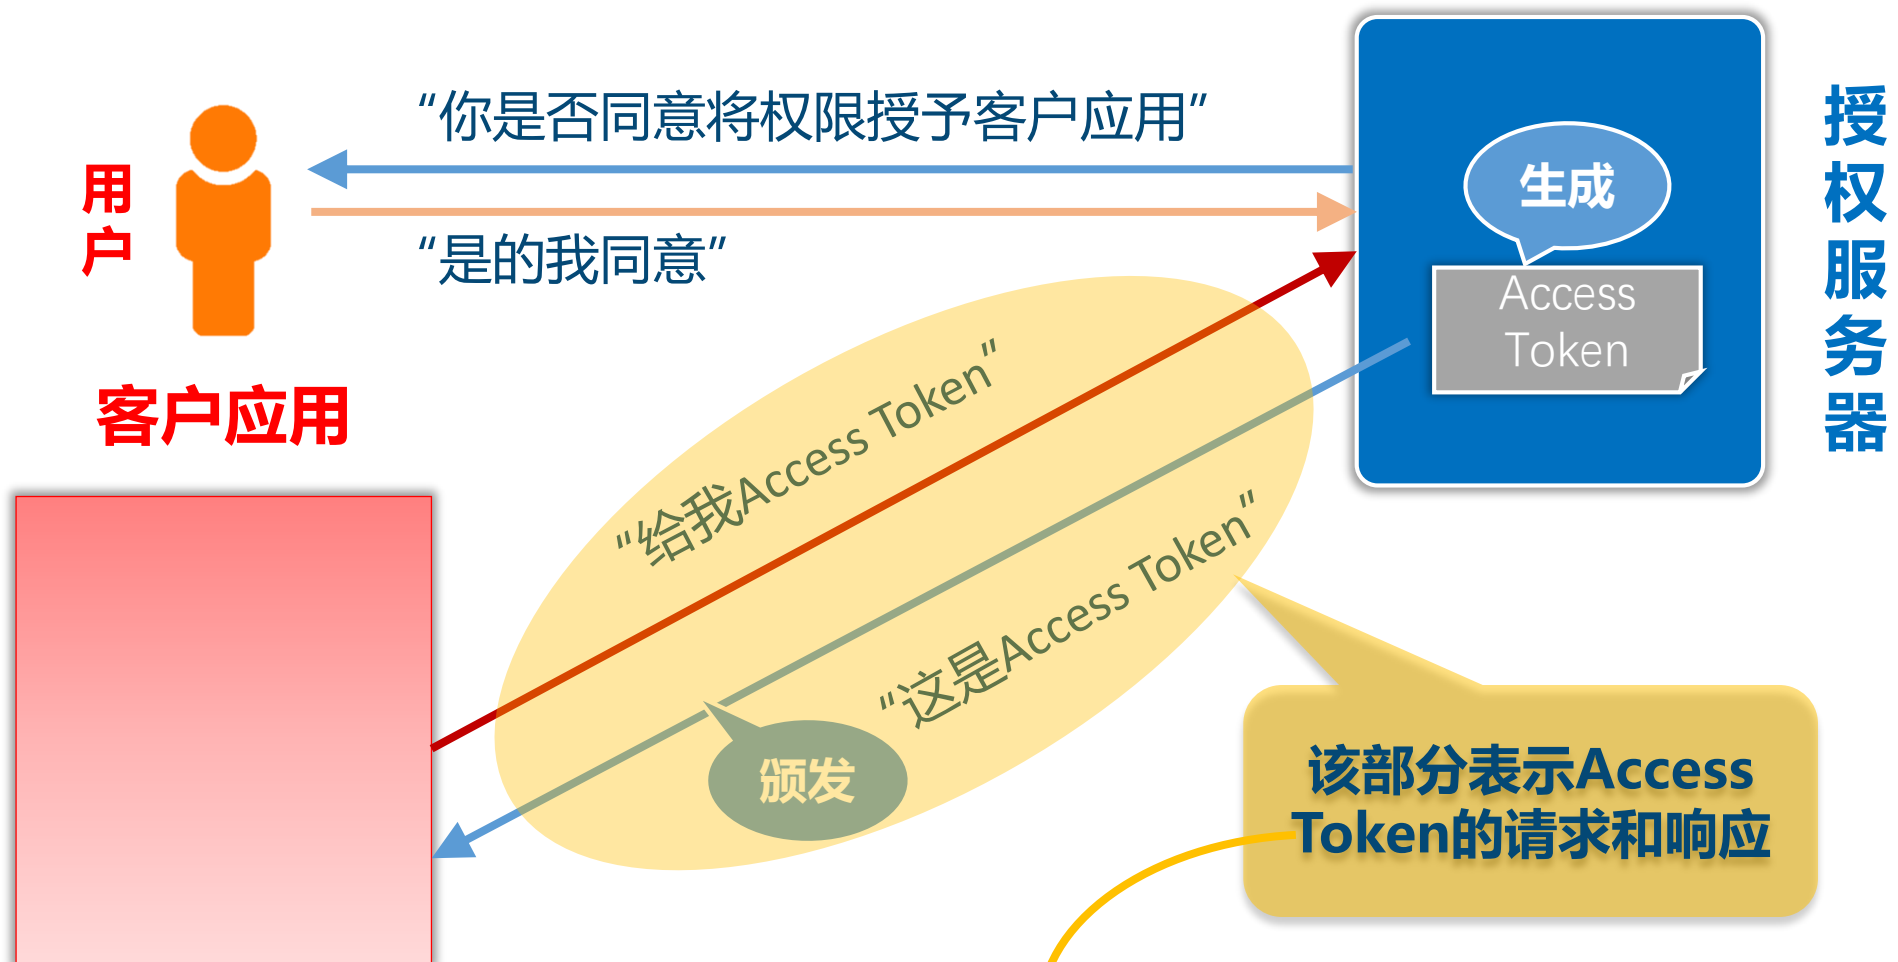 “你是否同意将权限授予客户应用”
用户
“是的我同意”
客户应用
授权服务器
生成
Access
Token
“给我Access Token”
“这是Access Token”
颁发
该部分表示Access
Token的请求和响应